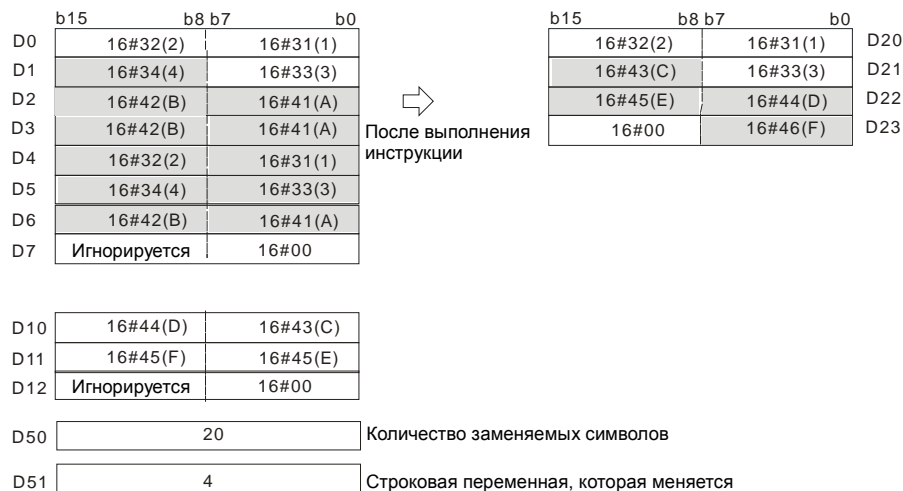 b15 b8 b7 b0
D0 16#32(2) 16#31(1)
D1 16#34(4) 16#33(3)
D2 16#42(B) 16#41(A)
D3 16#42(B) 16#41(A)
D4 16#32(2) 16#31(1)
D5 16#34(4) 16#33(3)
D6 16#42(B) 16#41(A)
D7 Игнорируется 16#00
После выполнения
инструкции
b15 b8 b7 b0
16#32(2) 16#31(1) D20
16#43(C) 16#33(3) D21
16#45(E) 16#44(D) D22
16#00 16#46(F) D23
D10 16#44(D) 16#43(C)
D11 16#45(F) 16#45(E)
D12 Игнорируется 16#00
D50 20 Количество заменяемых символов
D51 4 Строковая переменная, которая меняется